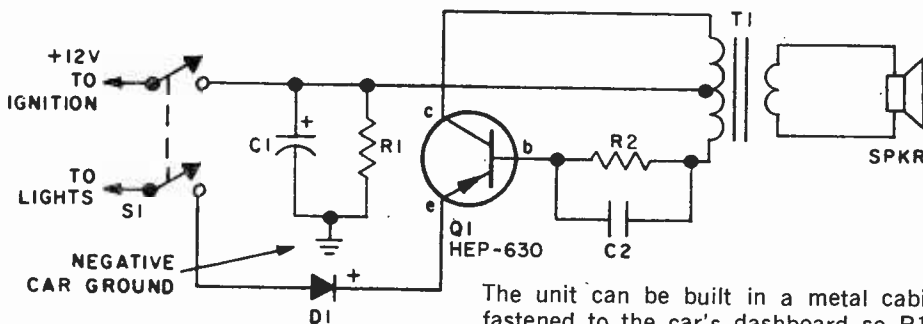 +12V
TO
IGNITION
TO
LIGHTS
S1
NEGATIVE
CAR GROUND
C1
+
R1
c
b
e
Q1
HEP-630
D1
+
R2
C2
T1
SPKR
The unit can be built in a metal cabi
fastened to the car's dashboard so R1